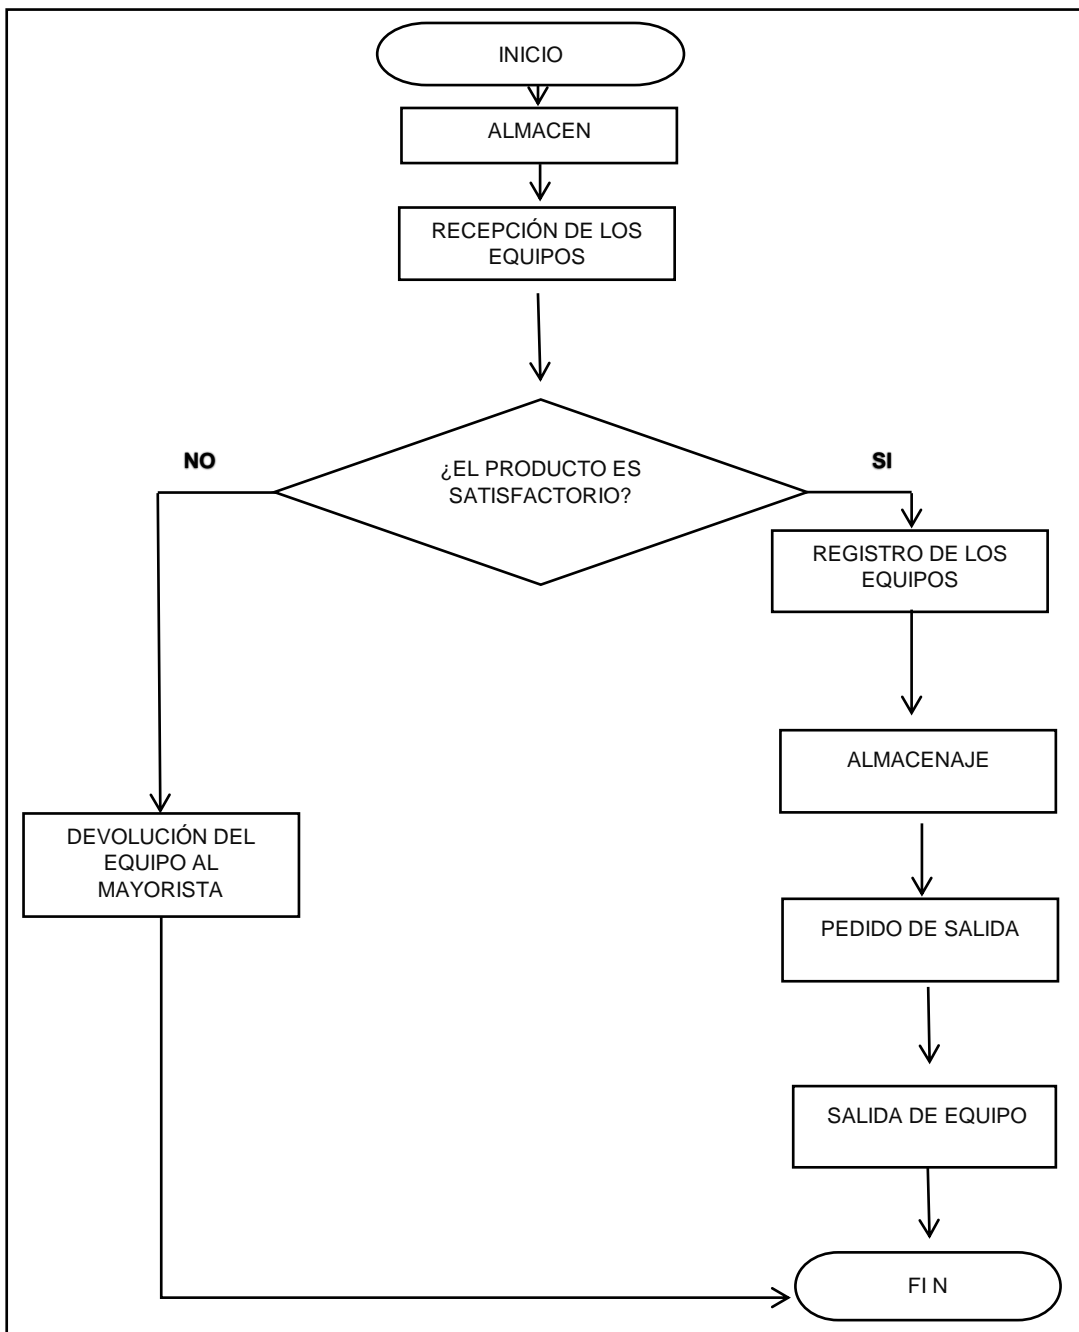 INICIO
ALMACEN
RECEPCIÓN DE LOS
EQUIPOS
NO
¿EL PRODUCTO ES
SATISFACTORIO?
SI
REGISTRO DE LOS
EQUIPOS
ALMACENAJE
DEVOLUCIÓN DEL
EQUIPO AL
MAYORISTA
PEDIDO DE SALIDA
SALIDA DE EQUIPO
FI N